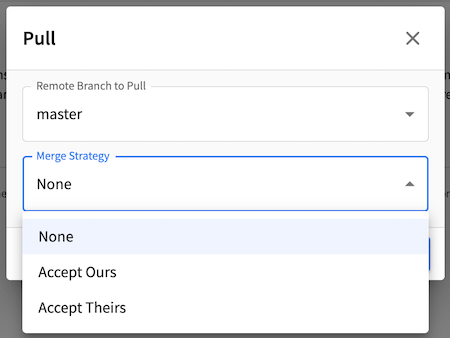 Pull
Remote Branch to Pull
master
Merge Strategy
None
None
Accept Ours
Accept Theirs